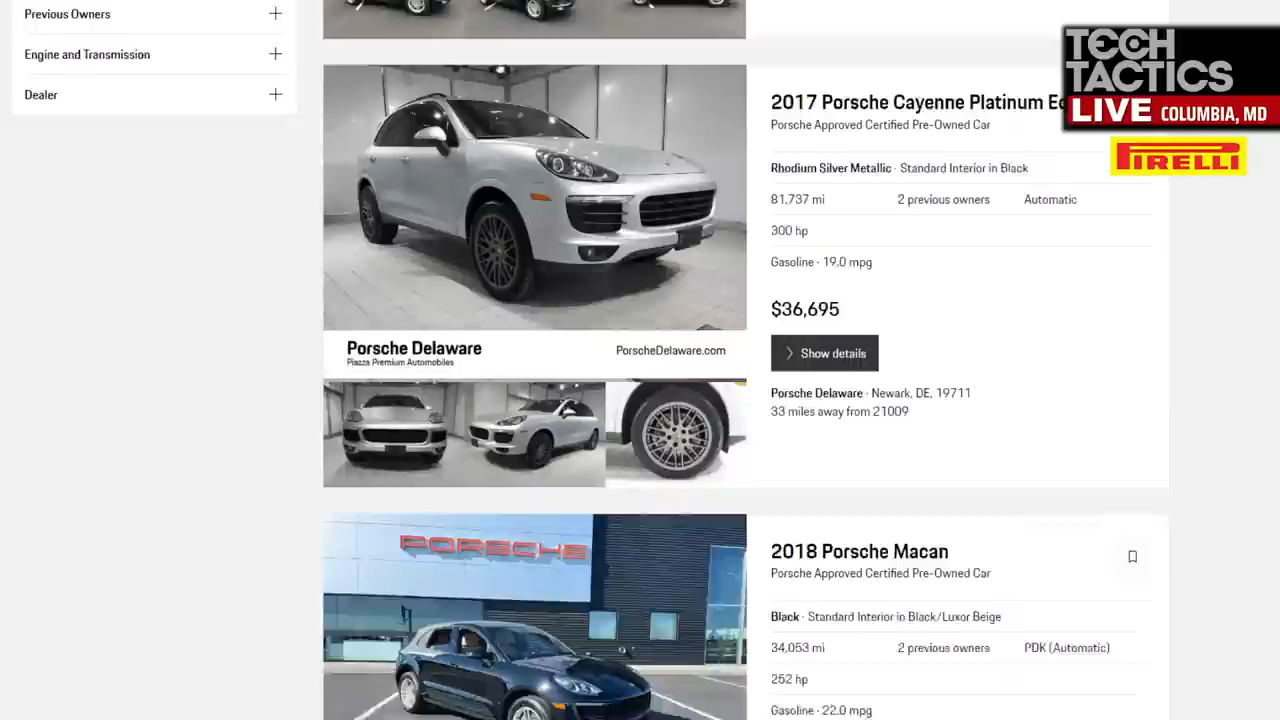 Previous Owners
Engine and Transmission
Dealer
TECH
TACTICS
LIVE COLUMBIA, MD
PIRELLI
2017 Porsche Cayenne Platinum
Porsche Approved Certified Pre-Owned Car
Rhodium Silver Metallic · Standard Interior in Black
81,737 mi 2 previous owners Automatic
300 hp
Gasoline · 19.0 mpg
$36,695
Show details
Porsche Delaware · Newark, DE, 19711
33 miles away from 21009
Porsche Delaware
Piazza Premium Automobiles
PorscheDelaware.com
PORSCHE
2018 Porsche Macan
Porsche Approved Certified Pre-Owned Car
Black · Standard Interior in Black/Luxor Beige
34,053 mi 2 previous owners PDK (Automatic)
252 hp
Gasoline · 22.0 mpg